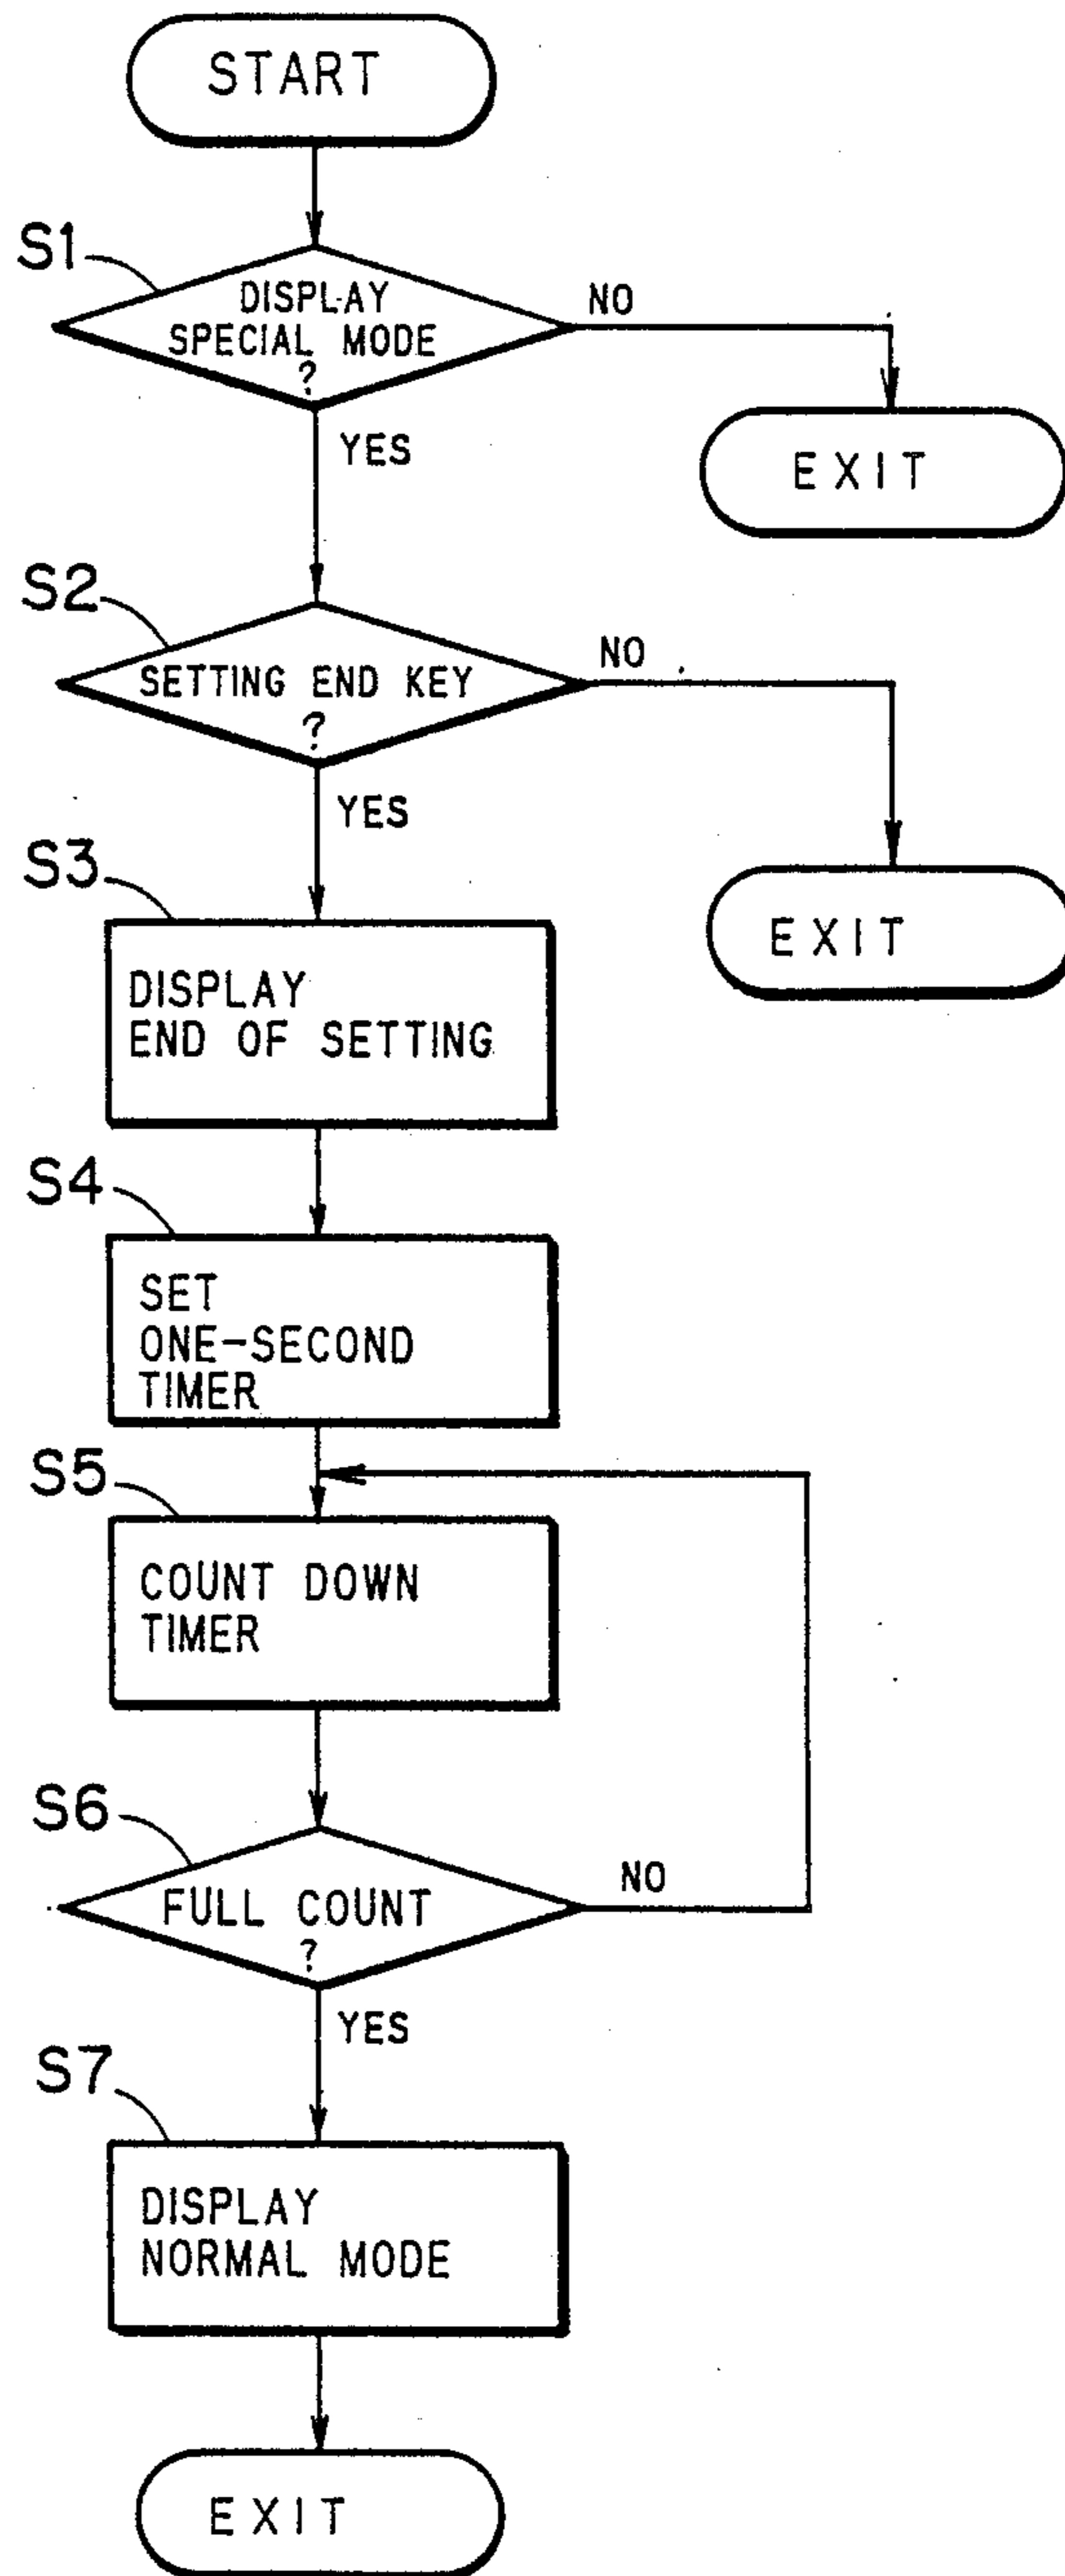 START
S1
DISPLAY
SPECIAL MODE
?
NO
YES
EXIT
S2
SETTING END KEY
?
NO
YES
EXIT
S3
DISPLAY
END OF SETTING
S4
SET
ONE-SECOND
TIMER
S5
COUNT DOWN
TIMER
S6
FULL COUNT
?
NO
YES
S7
DISPLAY
NORMAL MODE
EXIT